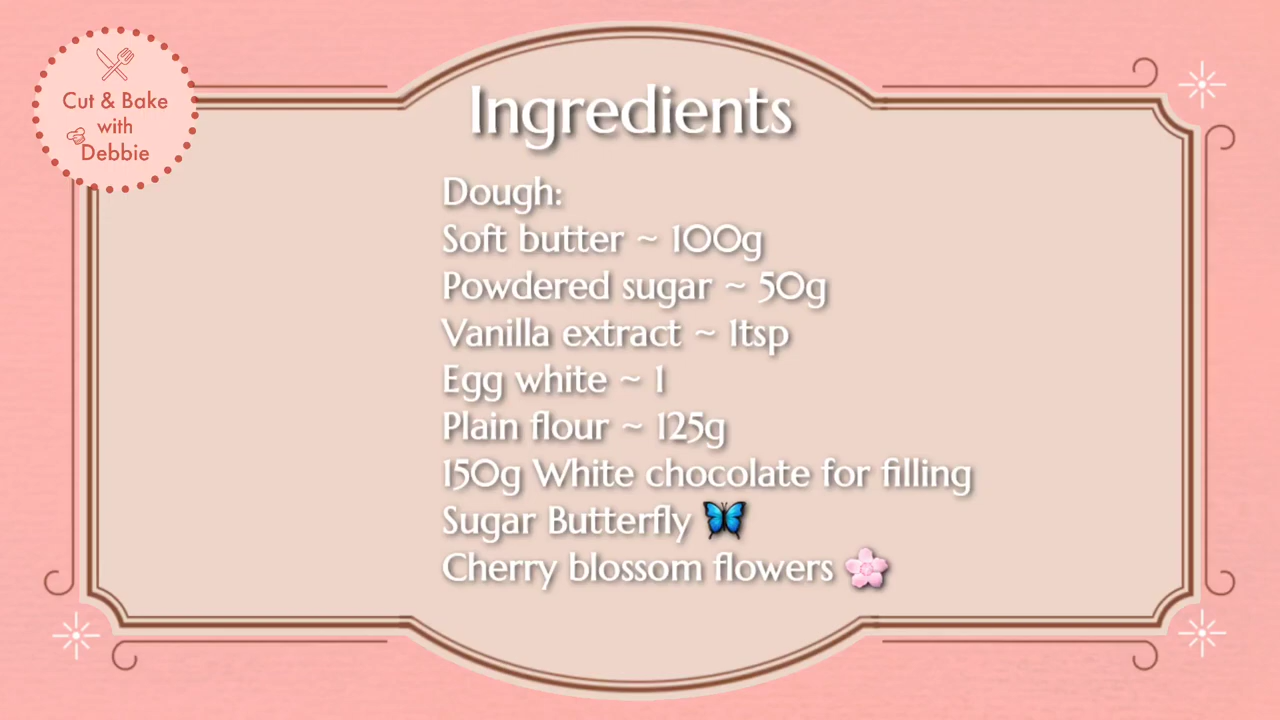 Cut & Bake
with
Debbie
Ingredients
Dough:
Soft butter ~ 100g
Powdered sugar ~ 50g
Vanilla extract ~ 1tsp
Egg white ~ 1
Plain flour ~ 125g
150g White chocolate for filling
Sugar Butterfly 🦋
Cherry blossom flowers 🌸